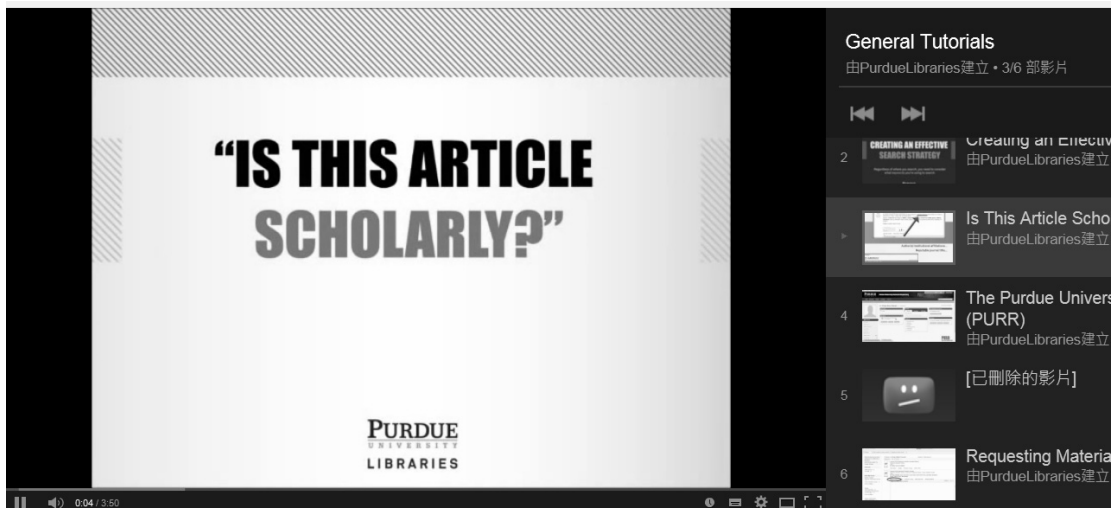 “IS THIS ARTICLE
SCHOLARLY?”
PURDUE
UNIVERSITY
LIBRARIES
0:04 / 3:50
General Tutorials
由PurdueLibraries建立 • 3/6 部影片
2
CREATING AN EFFECTIVE
SEARCH STRATEGY
Creating an Effectiv
由PurdueLibraries建立
Is This Article Scho
由PurdueLibraries建立
4
The Purdue Univers
(PURR)
由PurdueLibraries建立
5
[已刪除的影片]
6
Requesting Materia
由PurdueLibraries建立